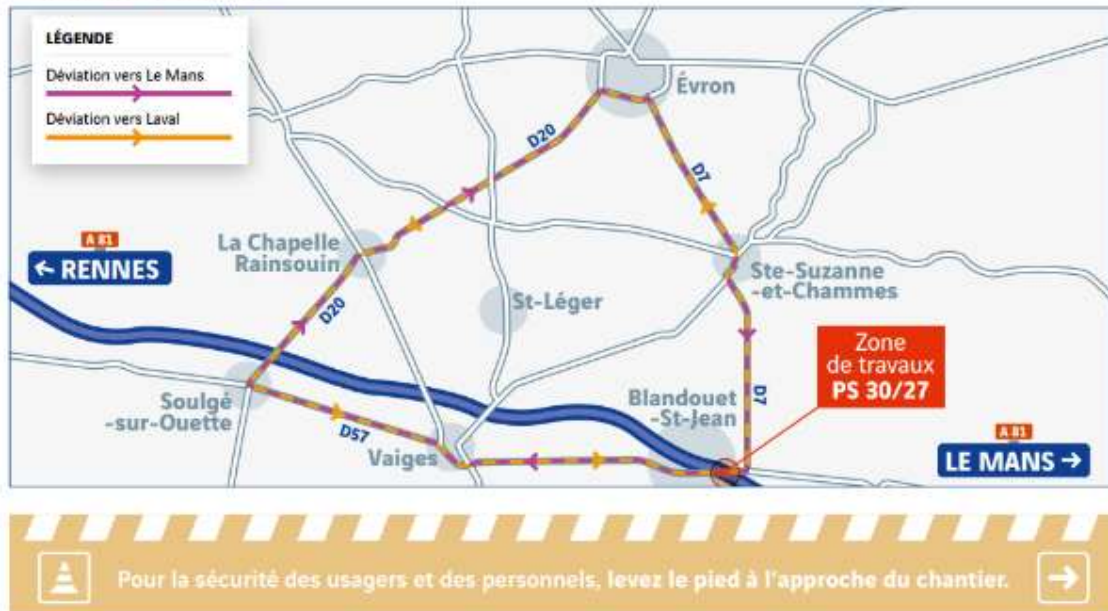 LÉGENDE
Déviation vers Le Mans
Déviation vers Laval
Évron
D20
D7
A 81
← RENNES
La Chapelle
Rainsouin
Ste-Suzanne
-et-Chammes
St-Léger
D20
Zone
de travaux
PS 30/27
Soulgé
-sur-Ouette
Blandouet
-St-Jean
D7
D57
Vaiges
A 81
LE MANS →
Pour la sécurité des usagers et des personnels, levez le pied à l'approche du chantier.